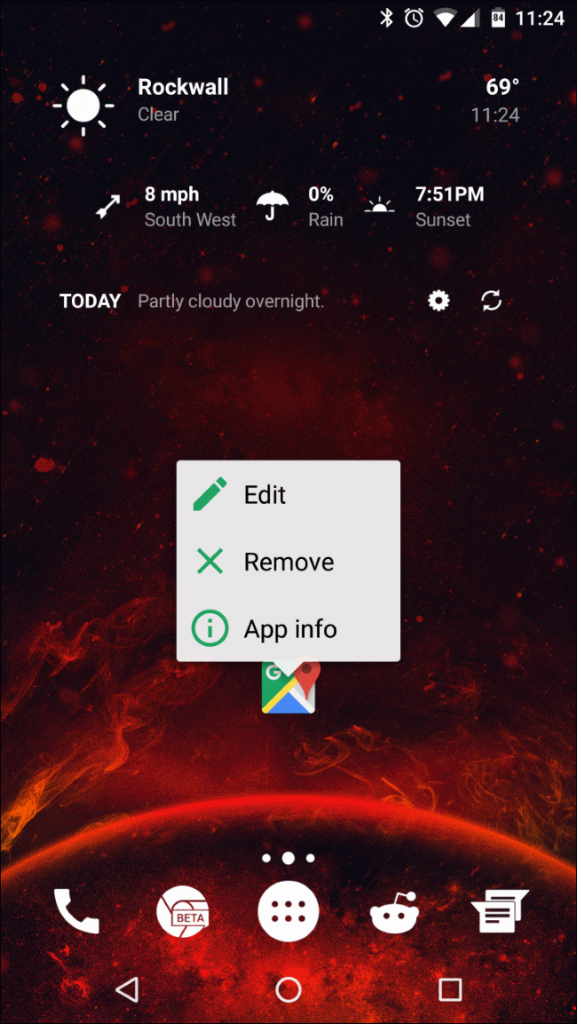 84 11:24
Rockwall 69°
Clear 11:24
8 mph 0% 7:51PM
South West Rain Sunset
TODAY Partly cloudy overnight.
Edit
Remove
App info
G
BETA